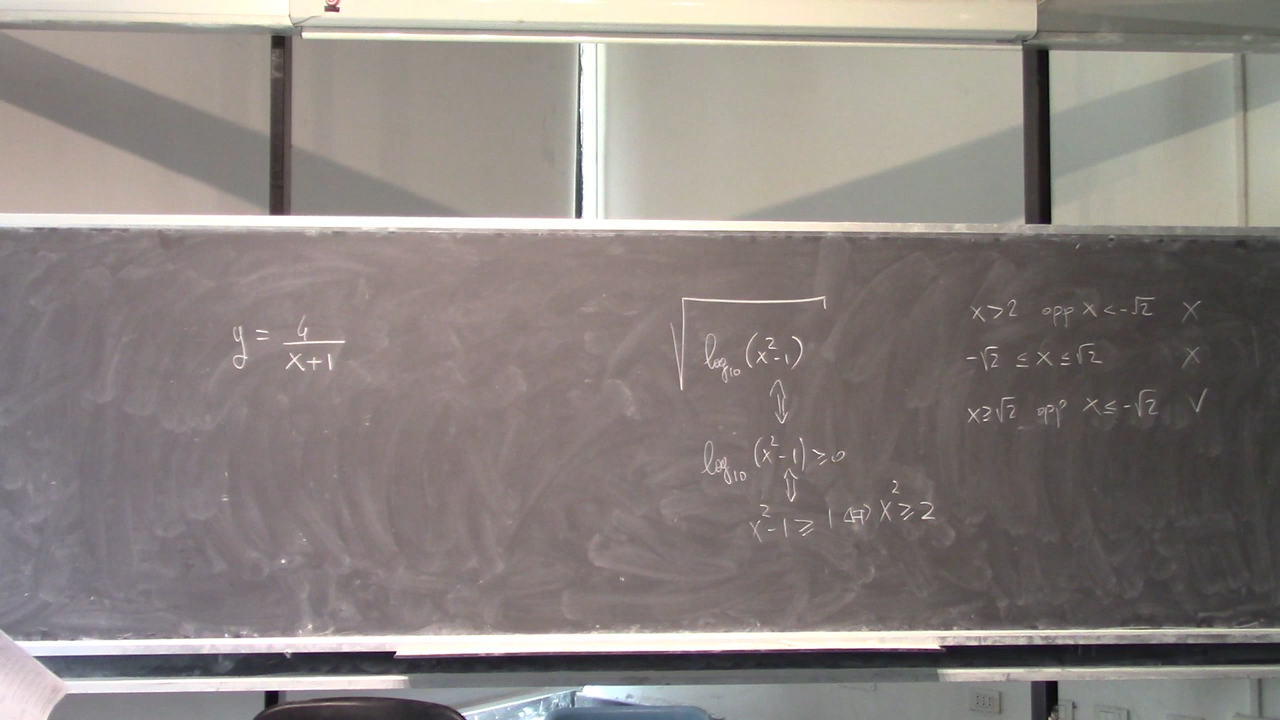 y = 4/(x+1)
√(log₁₀(x²-1))
⇕
log₁₀(x²-1) ≥ 0
⇕
x²-1 ≥ 1 ⇔ x² ≥ 2
x>2 opp x<-√2 X
-√2 ≤ x ≤ √2 X
x≥√2 opp x≤-√2 V